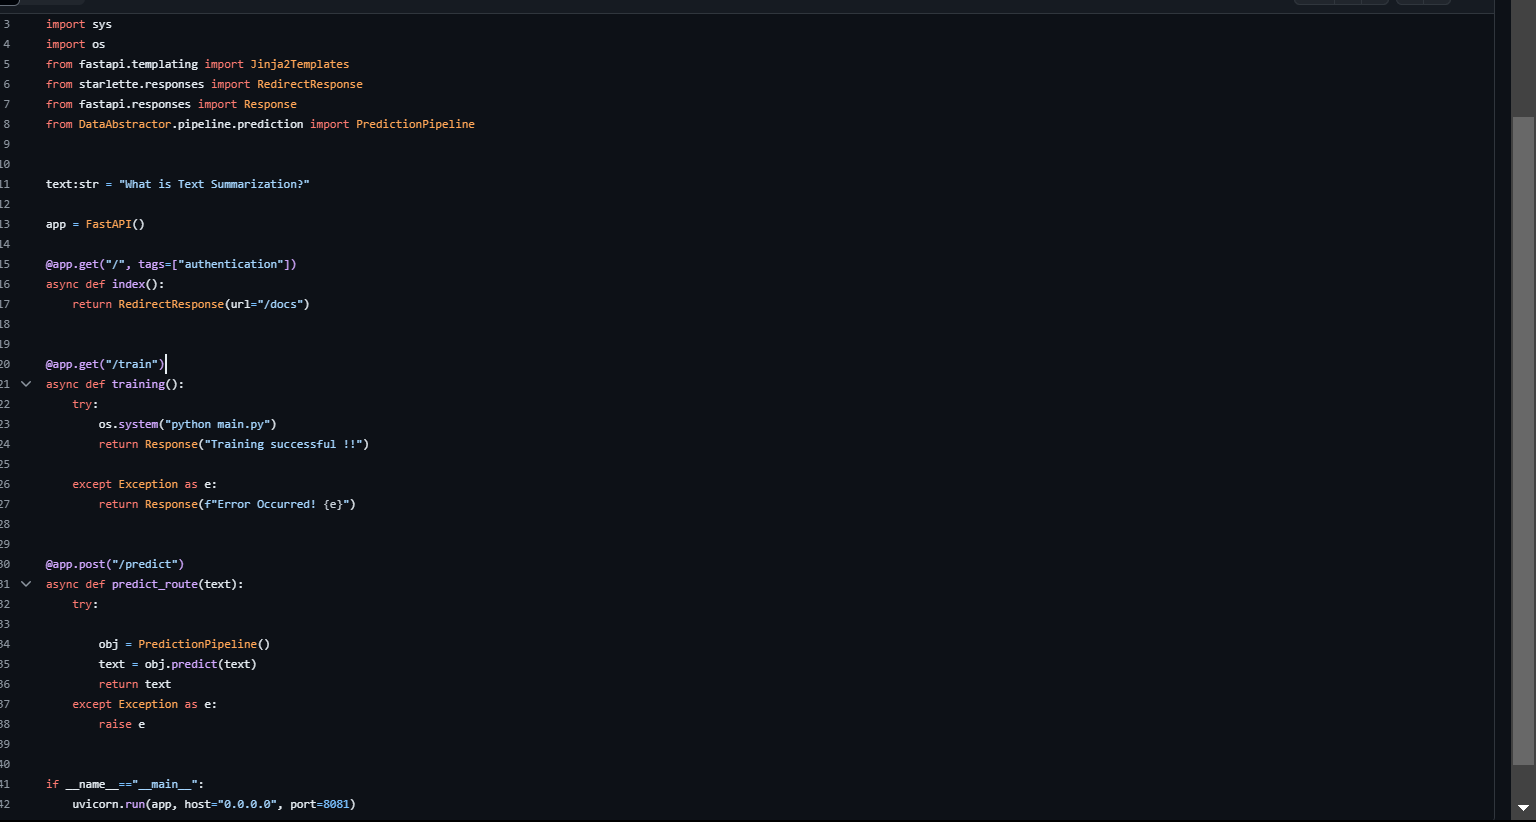 3 import sys
4 import os
5 from fastapi.templating import Jinja2Templates
6 from starlette.responses import RedirectResponse
7 from fastapi.responses import Response
8 from DataAbstractor.pipeline.prediction import PredictionPipeline
9
10
11 text:str = "What is Text Summarization?"
12
13 app = FastAPI()
14
15 @app.get("/", tags=["authentication"])
16 async def index():
17     return RedirectResponse(url="/docs")
18
19
20 @app.get("/train")
21 async def training():
22     try:
23         os.system("python main.py")
24         return Response("Training successful !!")
25
26     except Exception as e:
27         return Response(f"Error Occurred! {e}")
28
29
30 @app.post("/predict")
31 async def predict_route(text):
32     try:
33
34         obj = PredictionPipeline()
35         text = obj.predict(text)
36         return text
37     except Exception as e:
38         raise e
39
40
41 if __name__=="__main__":
42     uvicorn.run(app, host="0.0.0.0", port=8081)